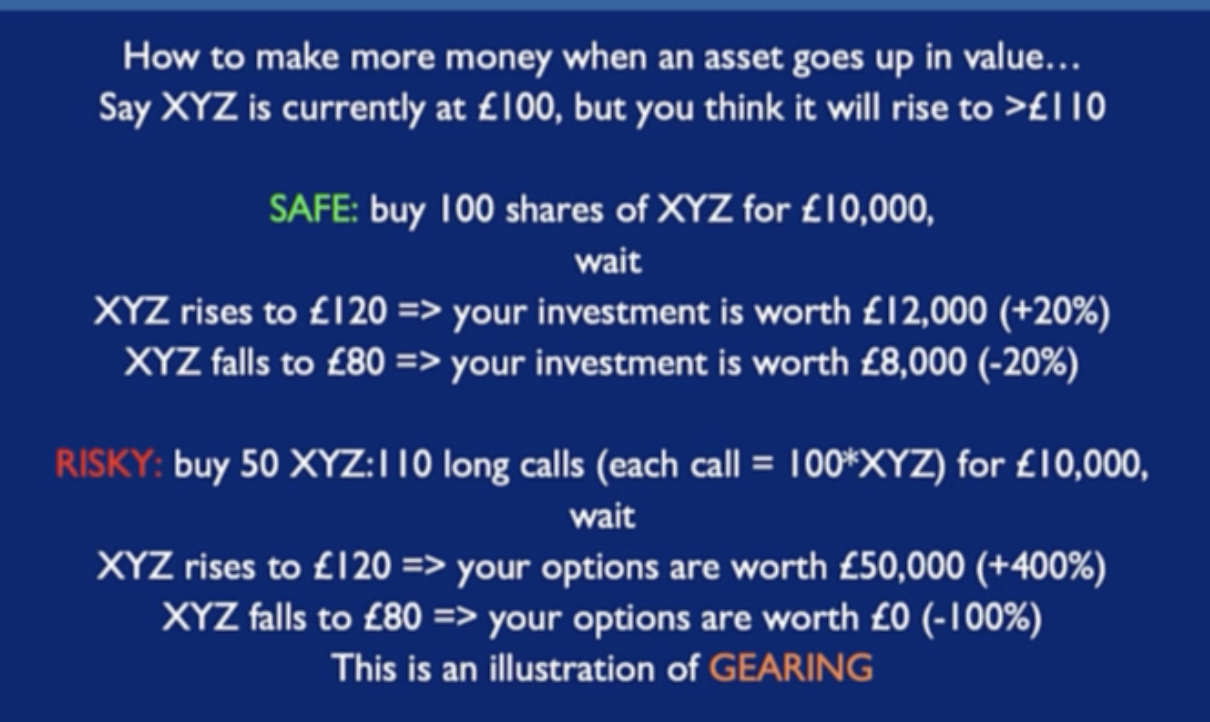 How to make more money when an asset goes up in value...
Say XYZ is currently at £100, but you think it will rise to >£110
SAFE: buy 100 shares of XYZ for £10,000,
wait
XYZ rises to £120 => your investment is worth £12,000 (+20%)
XYZ falls to £80 => your investment is worth £8,000 (-20%)
RISKY: buy 50 XYZ:110 long calls (each call = 100*XYZ) for £10,000,
wait
XYZ rises to £120 => your options are worth £50,000 (+400%)
XYZ falls to £80 => your options are worth £0 (-100%)
This is an illustration of GEARING